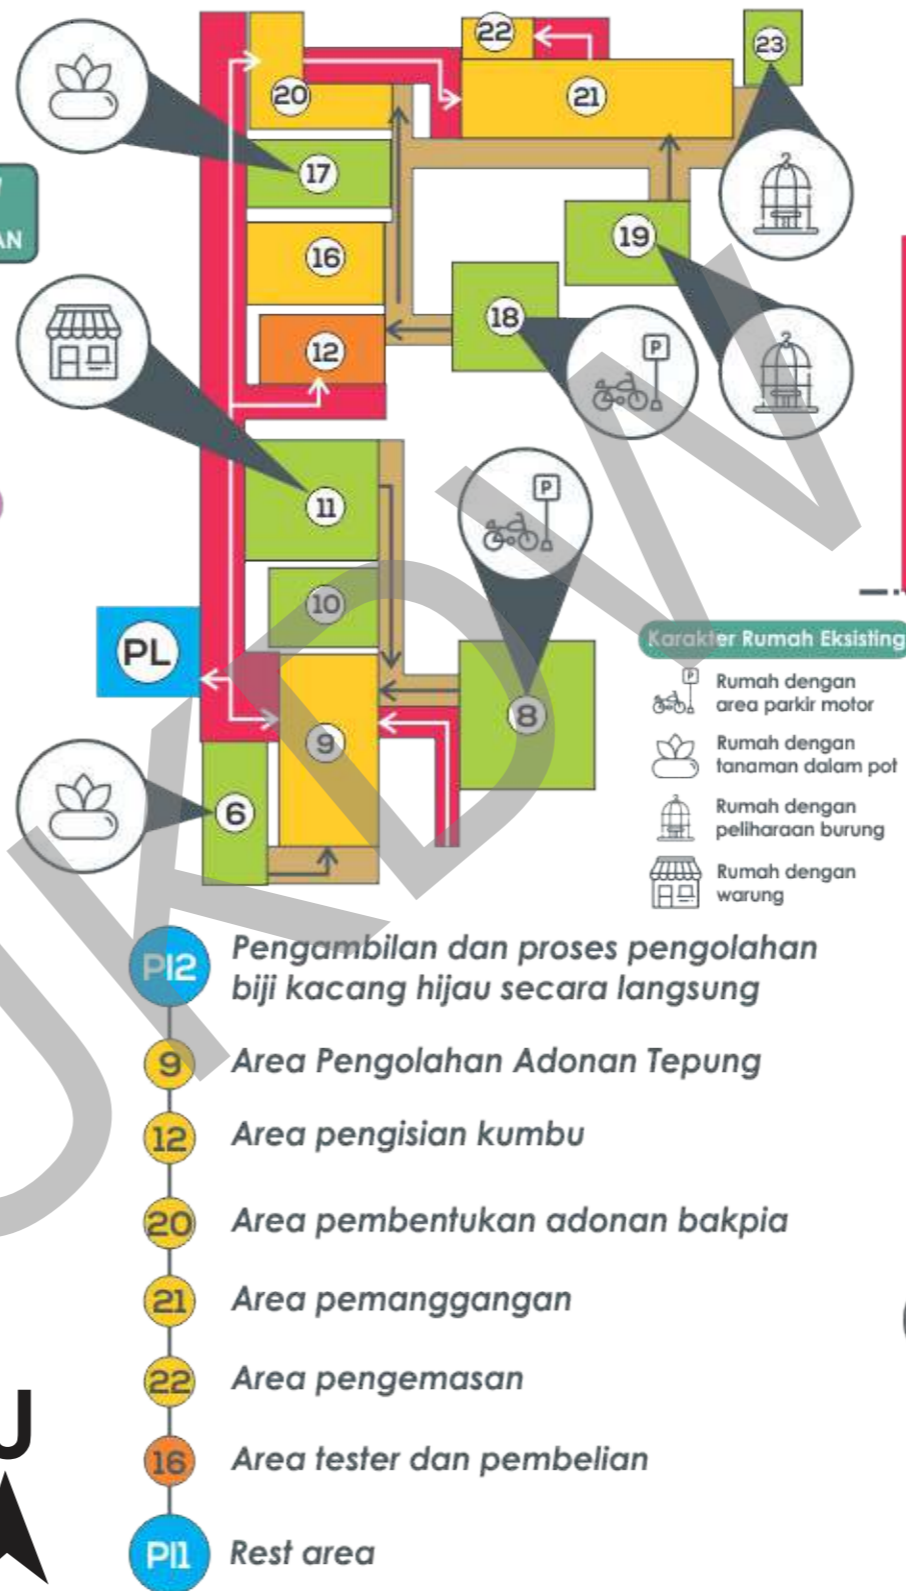 22
23
20
21
17
AN
16
19
18
P
12
11
P
10
PL
Karakter Rumah Eksisting
P
Rumah dengan
area parkir motor
8
9
Rumah dengan
tanaman dalam pot
6
Rumah dengan
peliharaan burung
Rumah dengan
warung
PI2
Pengambilan dan proses pengolahan
biji kacang hijau secara langsung
9 Area Pengolahan Adonan Tepung
12 Area pengisian kumbu
20 Area pembentukan adonan bakpia
21 Area pemanggangan
22 Area pengemasan
16 Area tester dan pembelian
PI1 Rest area
U
UKDW